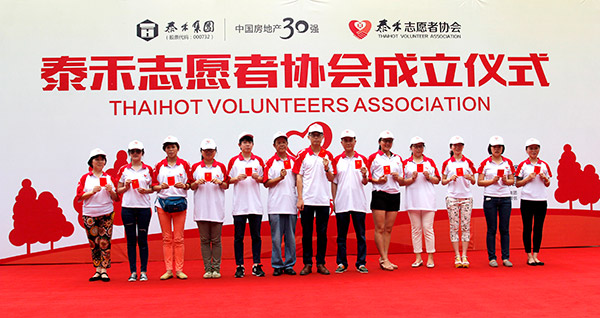 泰禾集团
(股票代码:000732)
中国房地产30强
泰禾志愿者协会
THAIHOT VOLUNTEER ASSOCIATION
泰禾志愿者协会成立仪式
THAIHOT VOLUNTEERS ASSOCIATION